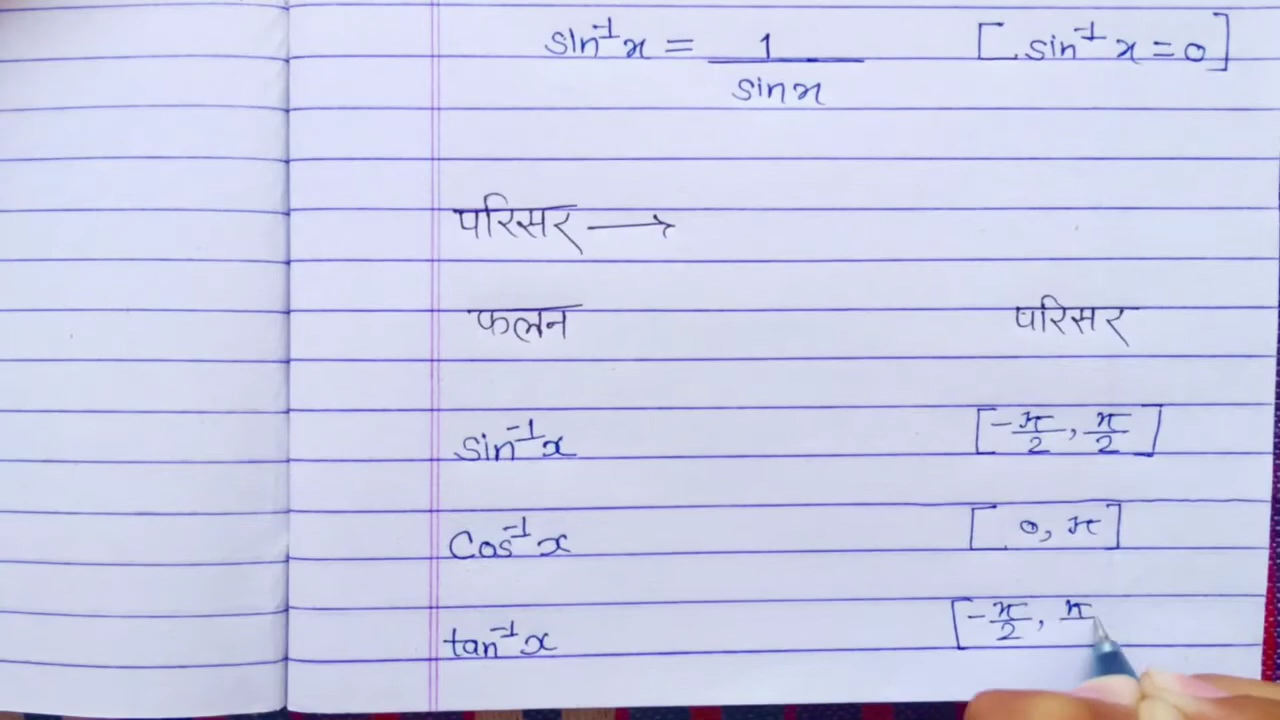 sin⁻¹x = 1/sinx [sin⁻¹x = 0]
परिसर →
फलन परिसर
sin⁻¹x [-π/2, π/2]
Cos⁻¹x [0, π]
tan⁻¹x [-π/2, π